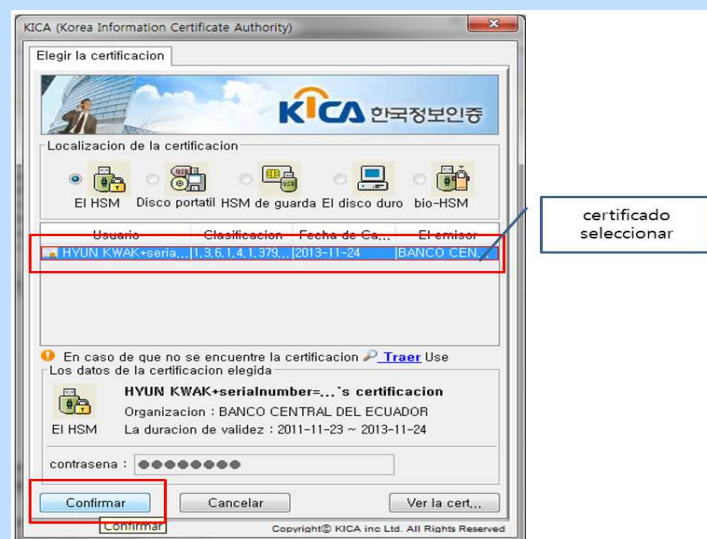 KICA (Korea Information Certificate Authority)
Elegir la certificacion
KICA 한국정보인증
Localizacion de la certificacion
El HSM Disco portatil HSM de guarda El disco duro bio-HSM
certificado
seleccionar
Usuario Clasificacion Fecha de Ca... El emisor
HYUN KWAK+seria... 1,3,6,1,4,1,379... 2013-11-24 BANCO CEN...
En caso de que no se encuentre la certificacion Traer Use
Los datos de la certificacion elegida
HYUN KWAK+serialnumber=...'s certificacion
Organizacion : BANCO CENTRAL DEL ECUADOR
El HSM La duracion de validez : 2011-11-23 ~ 2013-11-24
contrasena :
Confirmar Cancelar Ver la cert...
Confirmar
Copyright© KICA inc Ltd. All Rights Reserved